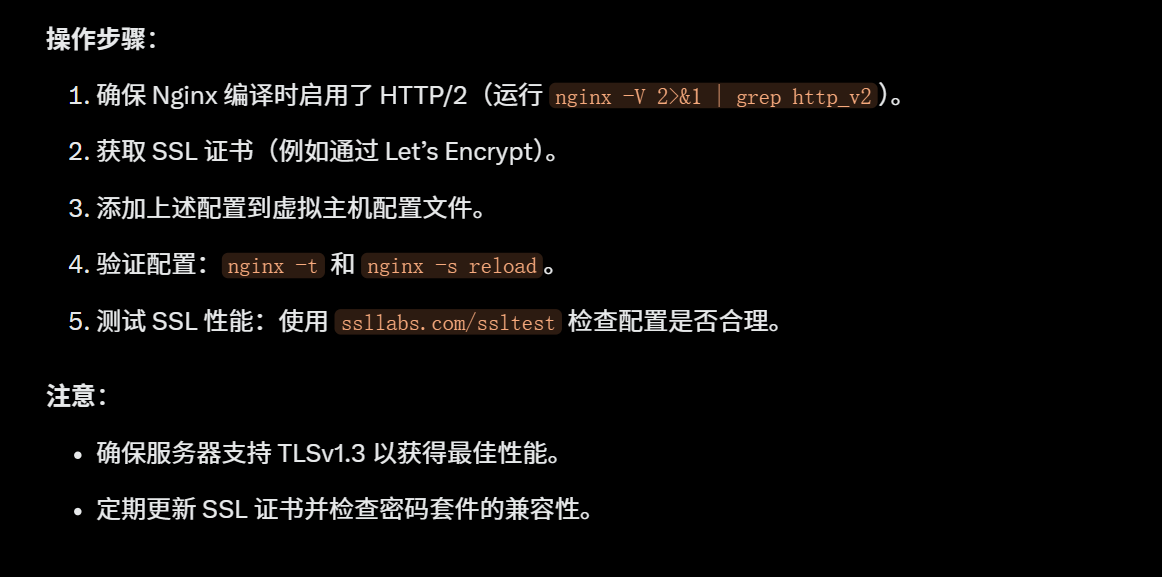 操作步骤：
1. 确保 Nginx 编译时启用了 HTTP/2（运行 nginx -V 2>&1 | grep http_v2）。
2. 获取 SSL 证书（例如通过 Let’s Encrypt）。
3. 添加上述配置到虚拟主机配置文件。
4. 验证配置：nginx -t 和 nginx -s reload。
5. 测试 SSL 性能：使用 ssllabs.com/ssltest 检查配置是否合理。
注意：
• 确保服务器支持 TLSv1.3 以获得最佳性能。
• 定期更新 SSL 证书并检查密码套件的兼容性。